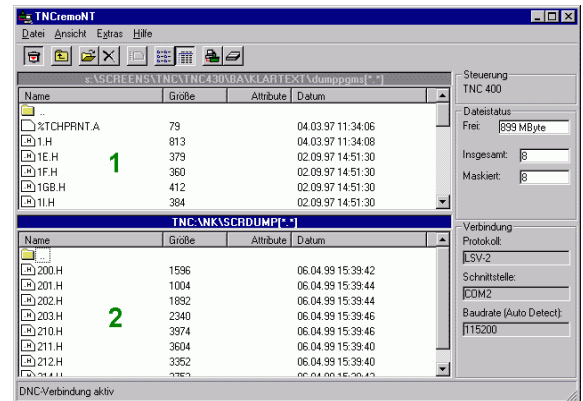 TNCremoNT
Datei Ansicht Extras Hilfe
s:\SCREENS\TNC\TNC430\BA\KLARTEXT\dumppgms[*.*]
Name Größe Attribute Datum
..
%TCHPRNT.A 79 04.03.97 11:34:06
.H 1.H 813 04.03.97 11:34:08
.H 1E.H 379 02.09.97 14:51:30
.H 1F.H 360 02.09.97 14:51:30
.H 1GB.H 412 02.09.97 14:51:30
.H 1I.H 384 02.09.97 14:51:30
1
TNC:\NK\SCRDUMP[*.*]
Name Größe Attribute Datum
..
.H 200.H 1596 06.04.99 15:39:42
.H 201.H 1004 06.04.99 15:39:44
.H 202.H 1892 06.04.99 15:39:44
.H 203.H 2340 06.04.99 15:39:46
.H 210.H 3974 06.04.99 15:39:46
.H 211.H 3604 06.04.99 15:39:40
.H 212.H 3352 06.04.99 15:39:40
2
Steuerung
TNC 400
Dateistatus
Frei: 899 MByte
Insgesamt: 8
Maskiert: 8
Verbindung
Protokoll:
LSV-2
Schnittstelle:
COM2
Baudrate (Auto Detect):
115200
DNC-Verbindung aktiv